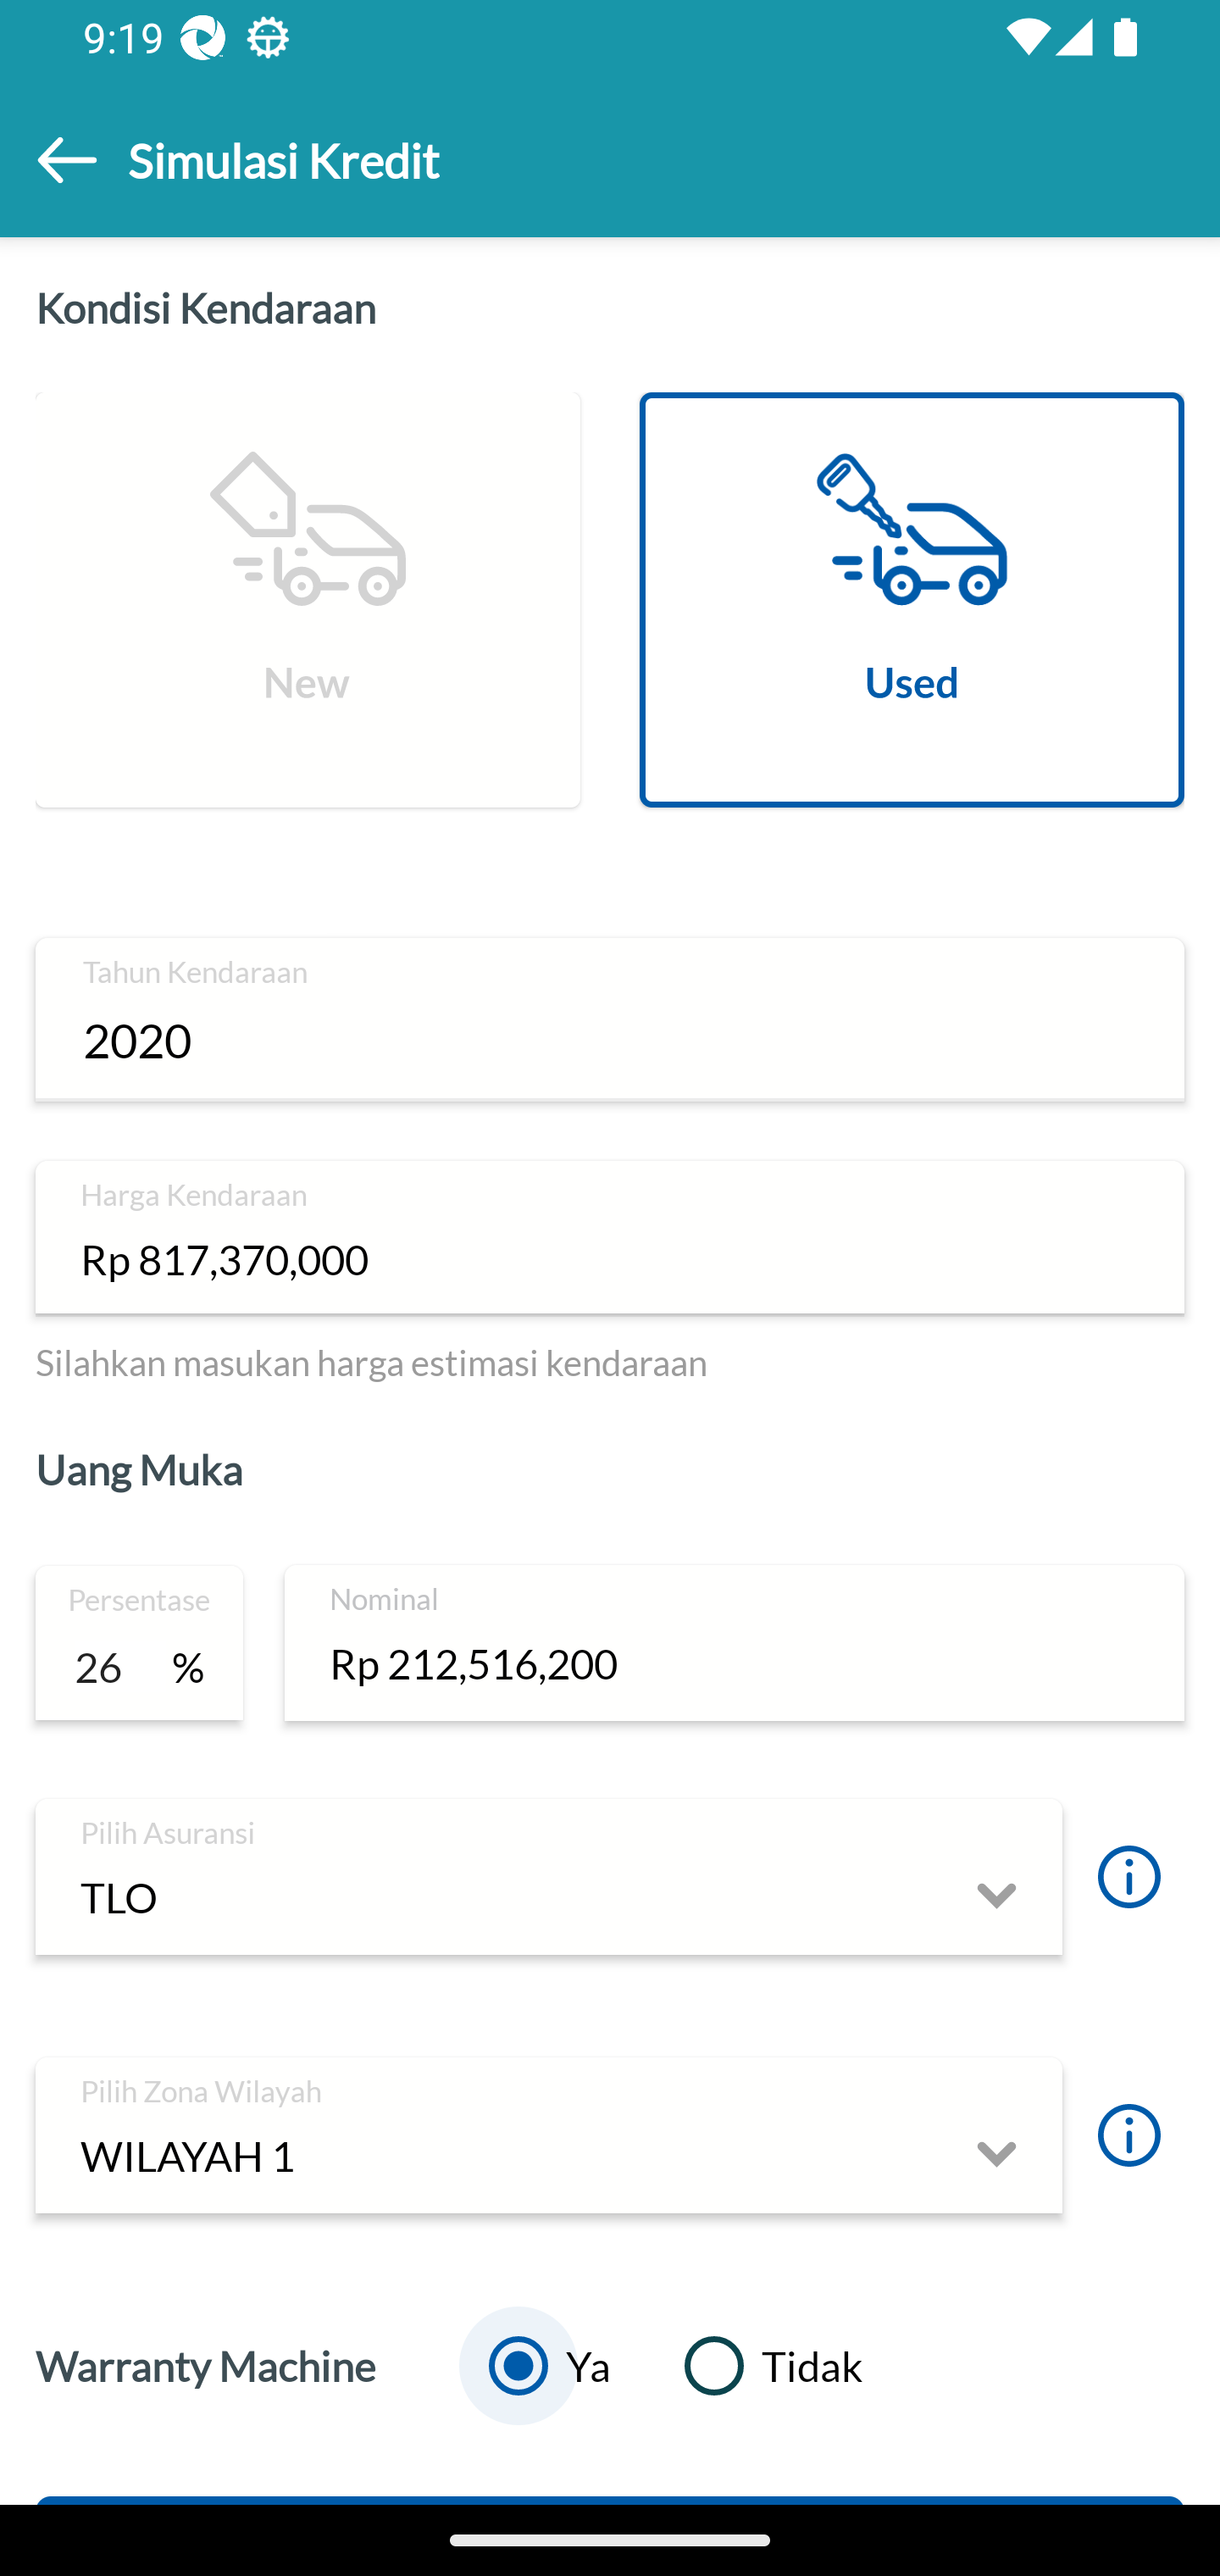 9:19
Simulasi Kredit
Kondisi Kendaraan
New
Used
Tahun Kendaraan
2020
Harga Kendaraan
Rp 817,370,000
Silahkan masukan harga estimasi kendaraan
Uang Muka
Persentase
26 %
Nominal
Rp 212,516,200
Pilih Asuransi
TLO
Pilih Zona Wilayah
WILAYAH 1
Warranty Machine Ya Tidak